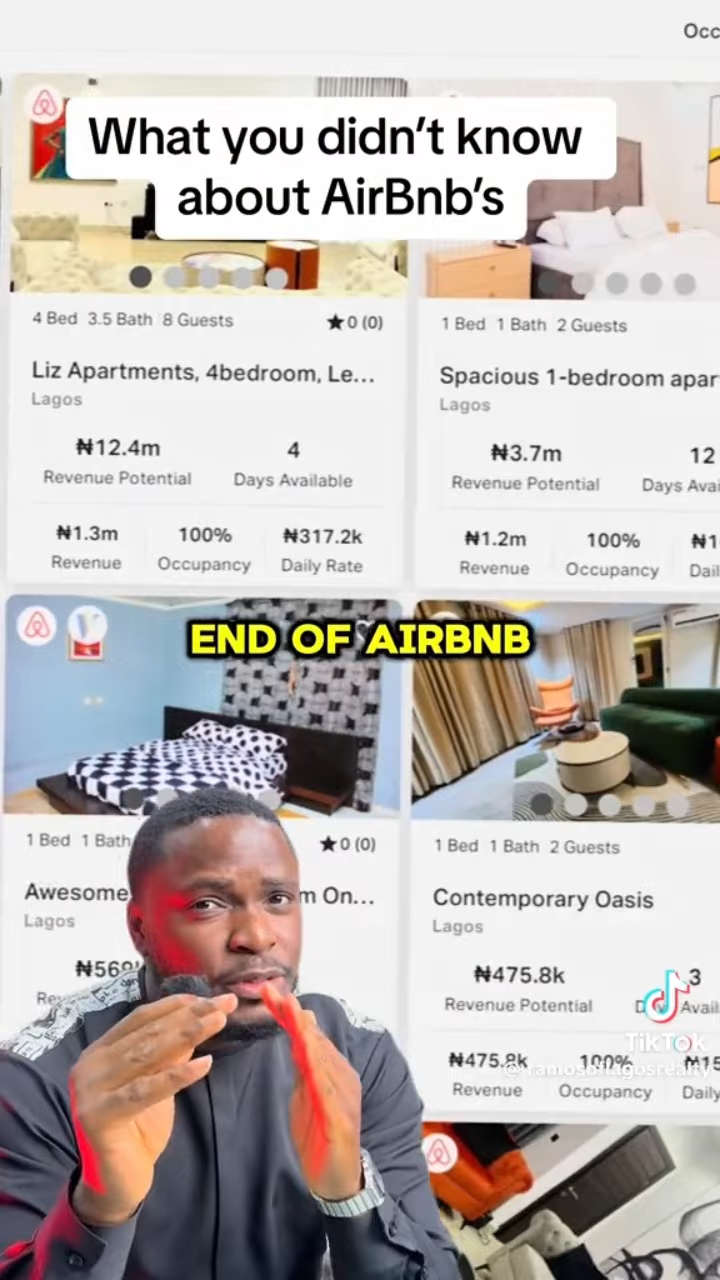 Occ
What you didn't know
about AirBnb's
4 Bed 3.5 Bath 8 Guests
★0 (0)
1 Bed 1 Bath 2 Guests
Liz Apartments, 4bedroom, Le...
Spacious 1-bedroom apar
Lagos
Lagos
₦12.4m
4
₦3.7m
12
Revenue Potential
Days Available
Revenue Potential
Days Avai
₦1.3m
100%
₦317.2k
₦1.2m
100%
Revenue
Occupancy
Daily Rate
Revenue
Occupancy
Dail
END OF AIRBNB
1 Bed 1 Bath
★0 (0)
1 Bed 1 Bath 2 Guests
Awesome
m On...
Contemporary Oasis
Lagos
Lagos
₦475.8k
3
Revenue Potential
TikTok
₦475.8k
100%
Revenue
Occupancy
Daily